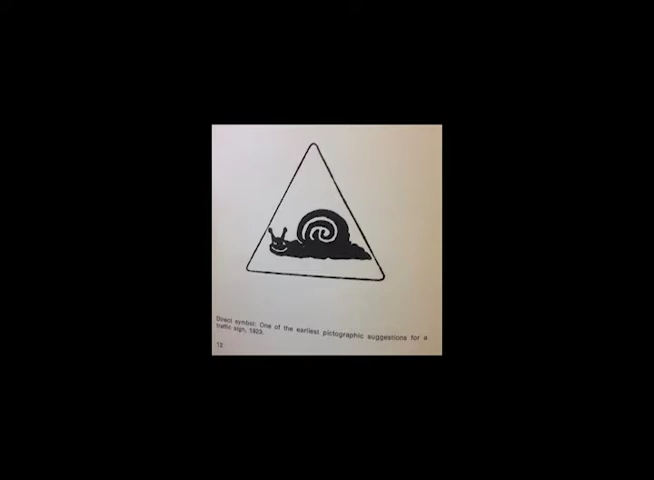 Direct symbol: One of the earliest pictographic suggestions for a
traffic sign, 1923.
12